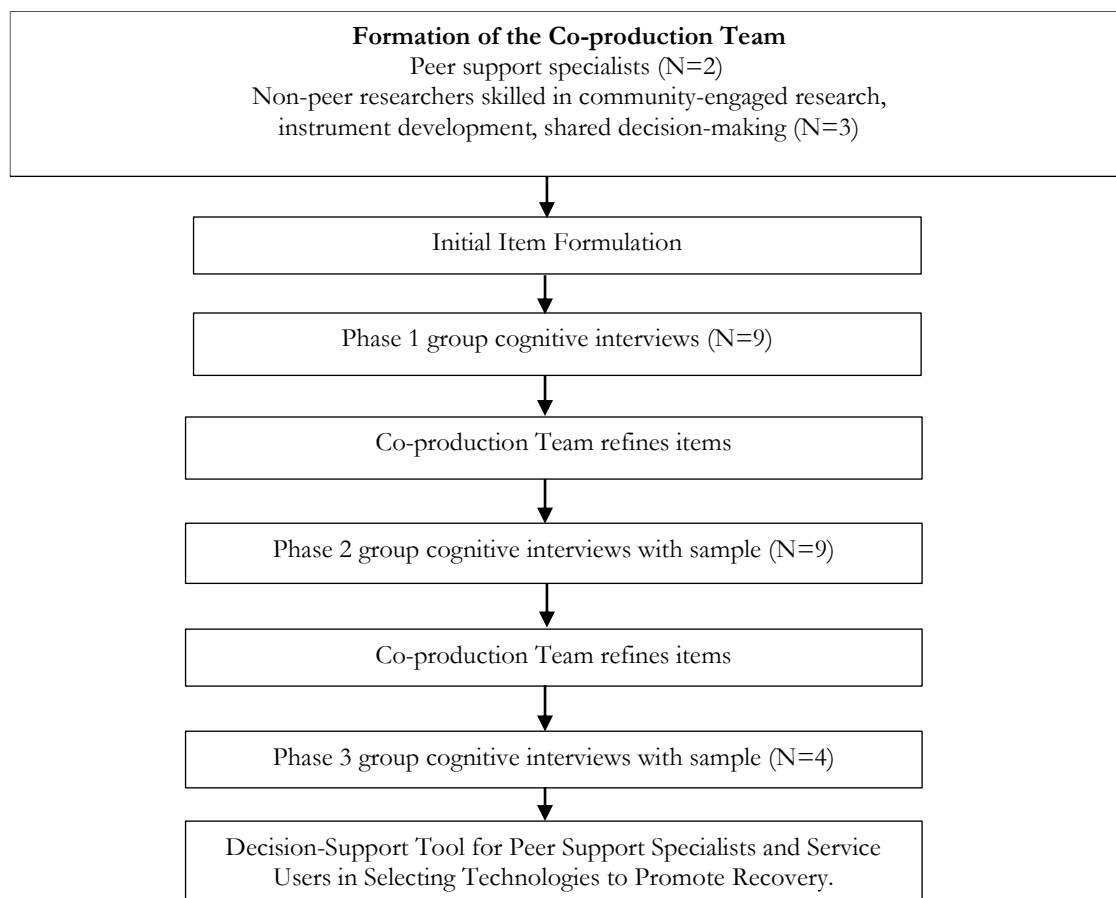 Formation of the Co-production Team
Peer support specialists (N=2)
Non-peer researchers skilled in community-engaged research,
instrument development, shared decision-making (N=3)
Initial Item Formulation
Phase 1 group cognitive interviews (N=9)
Co-production Team refines items
Phase 2 group cognitive interviews with sample (N=9)
Co-production Team refines items
Phase 3 group cognitive interviews with sample (N=4)
Decision-Support Tool for Peer Support Specialists and Service
Users in Selecting Technologies to Promote Recovery.